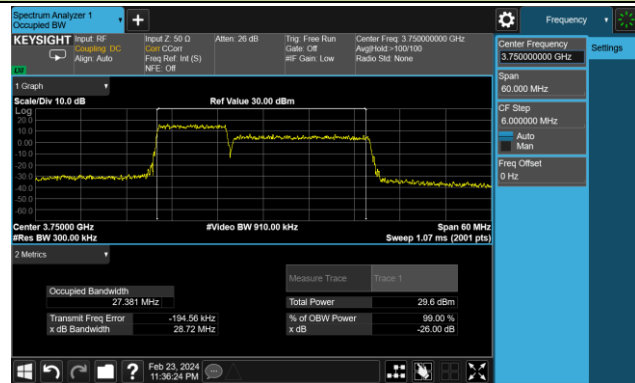 Spectrum Analyzer 1
Occupied BW
+
Frequency
KEYSIGHT
Input: RF
Coupling: DC
Align: Auto
Input Z: 50 Ω
Corr CCorr
Freq Ref: Int (S)
NFE: Off
Atten: 26 dB
Trig: Free Run
Gate: Off
#IF Gain: Low
Center Freq: 3.750000000 GHz
Avg|Hold:>100/100
Radio Std: None
Center Frequency
3.750000000 GHz
Settings
Span
60.000 MHz
CF Step
6.000000 MHz
Auto
Man
Freq Offset
0 Hz
1 Graph
Scale/Div 10.0 dB
Ref Value 30.00 dBm
Log
20.0
10.0
0.00
-10.0
-20.0
-30.0
-40.0
-50.0
-60.0
Center 3.75000 GHz
#Video BW 910.00 kHz
Span 60 MHz
#Res BW 300.00 kHz
Sweep 1.07 ms (2001 pts)
2 Metrics
Measure Trace
Trace 1
Occupied Bandwidth
27.381 MHz
Total Power
29.6 dBm
Transmit Freq Error
-194.56 kHz
% of OBW Power
99.00 %
x dB Bandwidth
28.72 MHz
x dB
-26.00 dB
?
Feb 23, 2024
11:36:24 PM